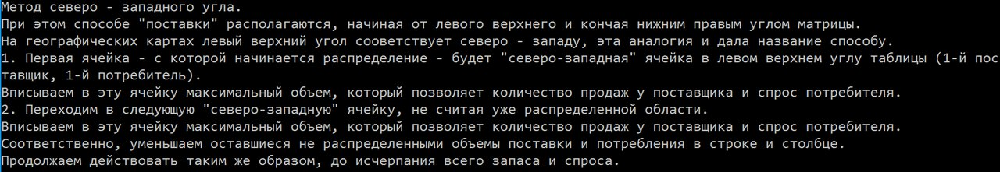 Метод северо - западного угла.
При этом способе "поставки" располагаются, начиная от левого верхнего и кончая нижним правым углом матрицы.
На географических картах левый верхний угол сооветствует северо - западу, эта аналогия и дала название способу.
1. Первая ячейка - с которой начинается распределение - будет "северо-западная" ячейка в левом верхнем углу таблицы (1-й пос
тавщик, 1-й потребитель).
Вписываем в эту ячейку максимальный объем, который позволяет количество продаж у поставщика и спрос потребителя.
2. Переходим в следующую "северо-западную" ячейку, не считая уже распределенной области.
Вписываем в эту ячейку максимальный объем, который позволяет количество продаж у поставщика и спрос потребителя.
Соответственно, уменьшаем оставшиеся не распределенными объемы поставки и потребления в строке и столбце.
Продолжаем действовать таким же образом, до исчерпания всего запаса и спроса.